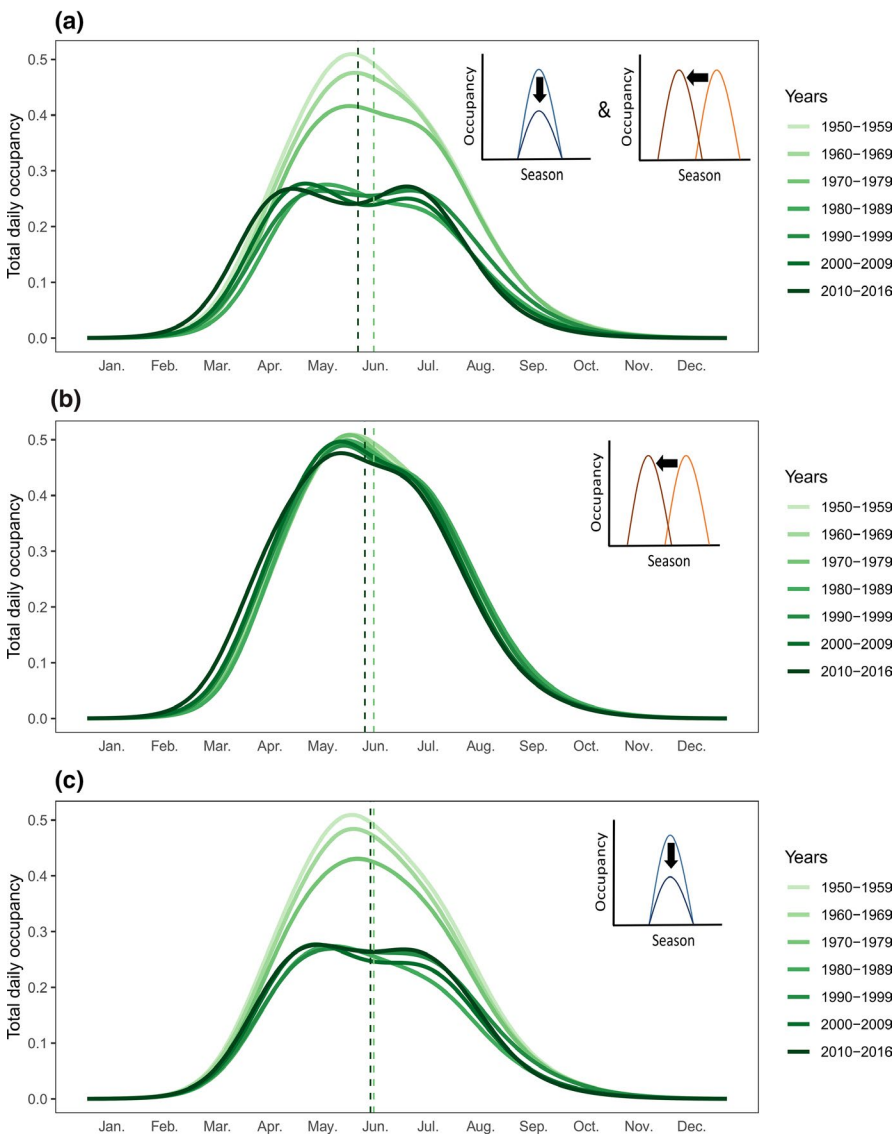 (a)
Total daily occupancy
0.5
0.4
0.3
0.2
0.1
0.0
Jan. Feb. Mar. Apr. May. Jun. Jul. Aug. Sep. Oct. Nov. Dec.
Occupancy
Season
&
Occupancy
Season
Years
1950–1959
1960–1969
1970–1979
1980–1989
1990–1999
2000–2009
2010–2016
(b)
Total daily occupancy
0.5
0.4
0.3
0.2
0.1
0.0
Jan. Feb. Mar. Apr. May. Jun. Jul. Aug. Sep. Oct. Nov. Dec.
Occupancy
Season
Years
1950–1959
1960–1969
1970–1979
1980–1989
1990–1999
2000–2009
2010–2016
(c)
Total daily occupancy
0.5
0.4
0.3
0.2
0.1
0.0
Jan. Feb. Mar. Apr. May. Jun. Jul. Aug. Sep. Oct. Nov. Dec.
Occupancy
Season
Years
1950–1959
1960–1969
1970–1979
1980–1989
1990–1999
2000–2009
2010–2016